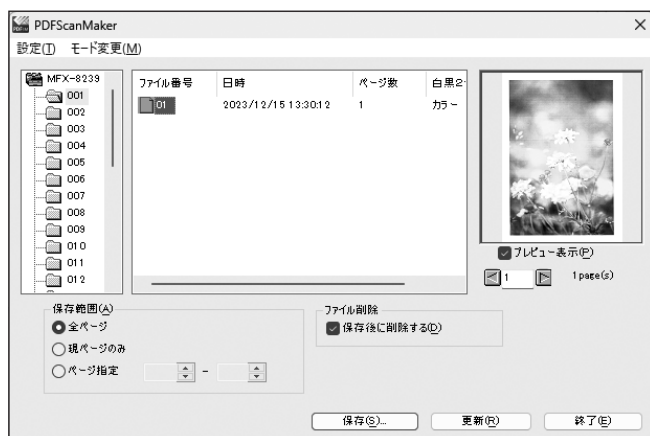 PDFScanMaker
設定(T) モード変更(M)
MFX-8239
001
002
003
004
005
006
007
008
009
010
011
012
ファイル番号 日時 ページ数 白黒2
01 2023/12/15 13:30:12 1 カラー
プレビュー表示(P)
1 1 page(s)
保存範囲(A)
全ページ
現ページのみ
ページ指定 -
ファイル削除
保存後に削除する(D)
保存(S)... 更新(R) 終了(E)